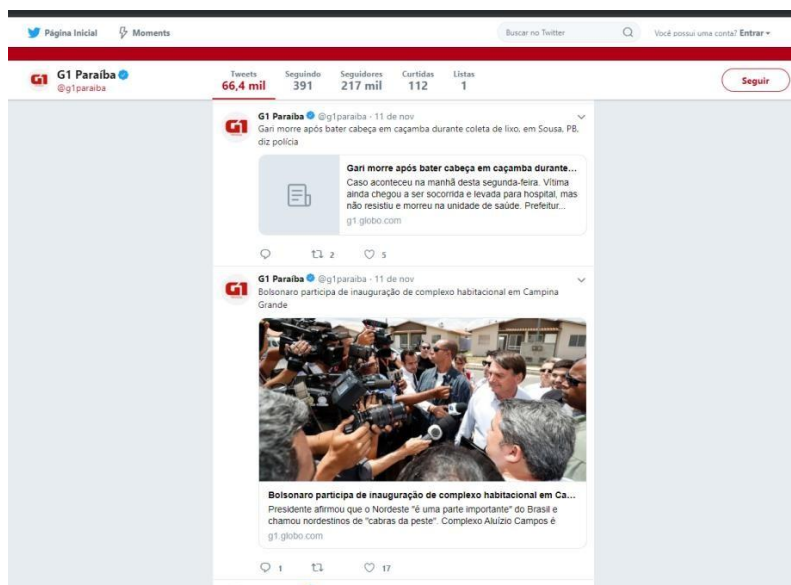 Página Inicial Moments Buscar no Twitter Você possui uma conta? Entrar
G1 G1 Paraíba
@g1paraiba
Tweets Seguindo Seguidores Curtidas Listas
66,4 mil 391 217 mil 112 1
Seguir
G1 Paraíba @g1paraiba · 11 de nov
G1
Gari morre após bater cabeça em caçamba durante coleta de lixo, em Sousa, PB,
diz polícia
Gari morre após bater cabeça em caçamba durante...
Caso aconteceu na manhã desta segunda-feira. Vítima
ainda chegou a ser socorrida e levada para hospital, mas
não resistiu e morreu na unidade de saúde. Prefeitur...
g1.globo.com
2 5
G1 Paraíba @g1paraiba · 11 de nov
G1
Bolsonaro participa de inauguração de complexo habitacional em Campina
Grande
Bolsonaro participa de inauguração de complexo habitacional em Ca...
Presidente afirmou que o Nordeste "é uma parte importante" do Brasil e
chamou nordestinos de "cabras da peste". Complexo Aluízio Campos é
g1.globo.com
1 17